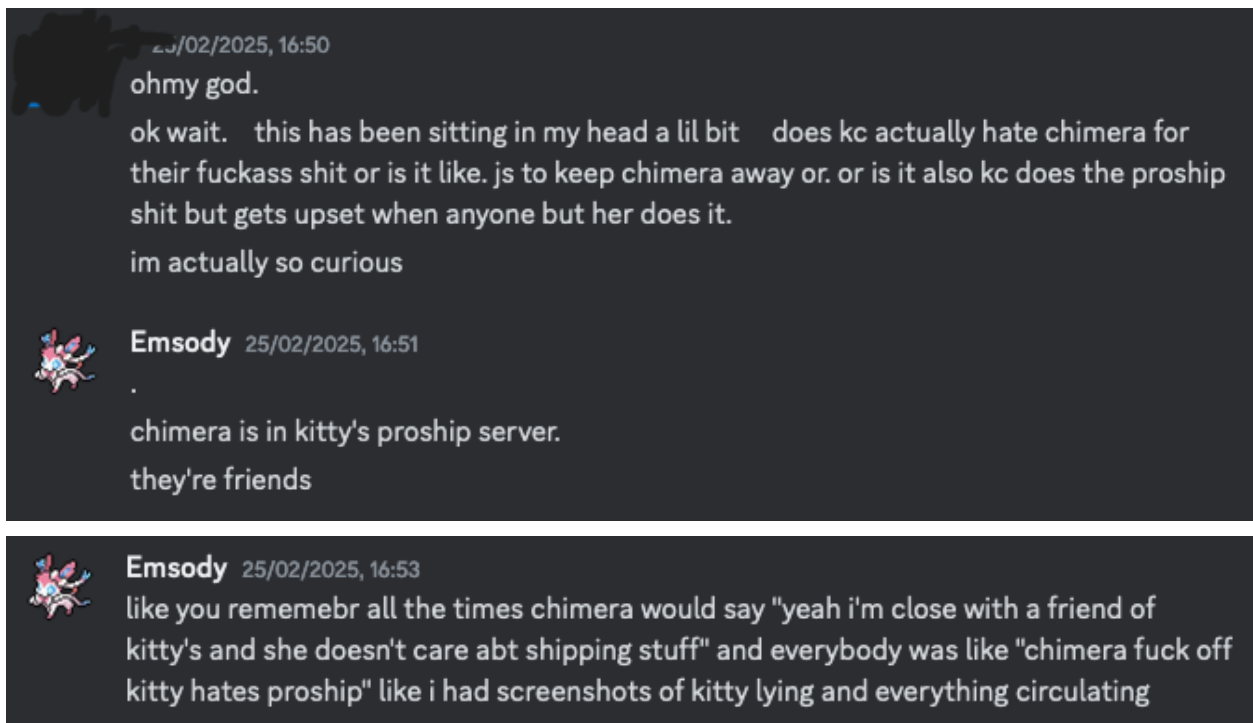 25/02/2025, 16:50
ohmy god.
ok wait. this has been sitting in my head a lil bit does kc actually hate chimera for
their fuckass shit or is it like. js to keep chimera away or. or is it also kc does the proship
shit but gets upset when anyone but her does it.
im actually so curious
Emsody 25/02/2025, 16:51
.
chimera is in kitty's proship server.
they're friends
Emsody 25/02/2025, 16:53
like you rememebr all the times chimera would say "yeah i'm close with a friend of
kitty's and she doesn't care abt shipping stuff" and everybody was like "chimera fuck off
kitty hates proship" like i had screenshots of kitty lying and everything circulating